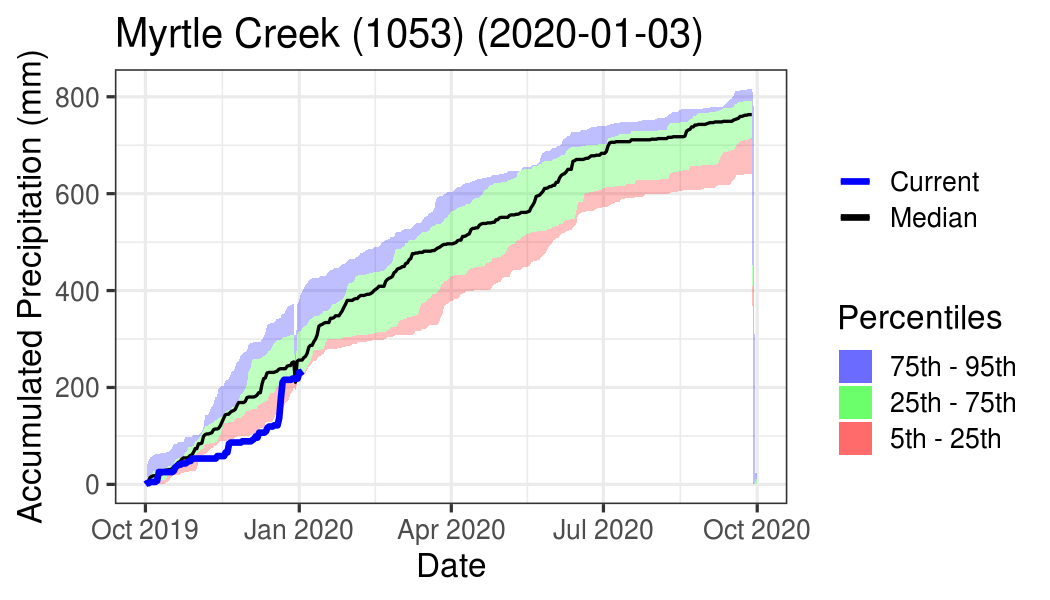 Myrtle Creek (1053) (2020-01-03)
Accumulated Precipitation (mm)
800
600
400
200
0
Oct 2019
Jan 2020
Apr 2020
Jul 2020
Oct 2020
Date
Current
Median
Percentiles
75th - 95th
25th - 75th
5th - 25th